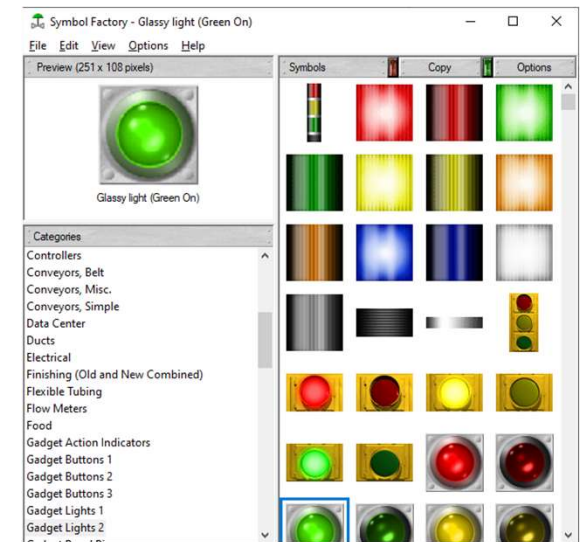 Symbol Factory - Glassy light (Green On)
File Edit View Options Help
Preview (251 x 108 pixels)
Glassy light (Green On)
Categories
Controllers
Conveyors, Belt
Conveyors, Misc.
Conveyors, Simple
Data Center
Ducts
Electrical
Finishing (Old and New Combined)
Flexible Tubing
Flow Meters
Food
Gadget Action Indicators
Gadget Buttons 1
Gadget Buttons 2
Gadget Buttons 3
Gadget Lights 1
Gadget Lights 2
Symbols Copy Options